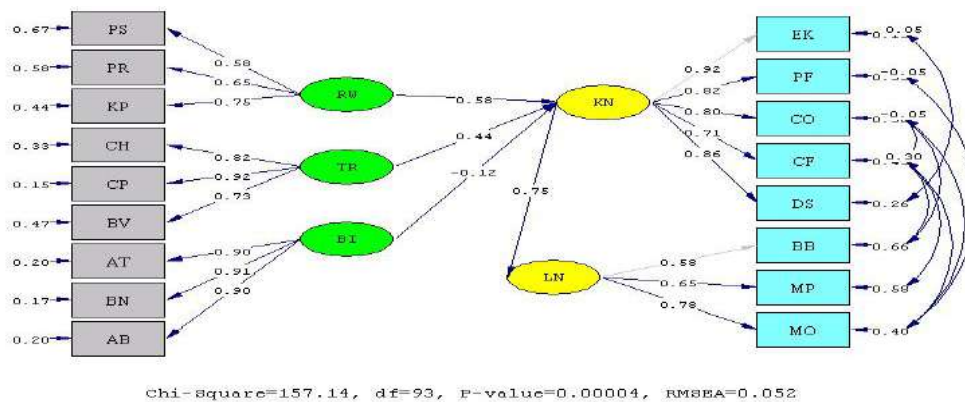 0.67 PS
0.58 PR
0.44 KP
0.33 CH
0.15 CP
0.47 BV
0.20 AT
0.17 BN
0.20 AB
0.58
0.65
0.75
0.82
0.92
0.73
0.90
0.91
0.90
RW
TR
BI
0.58
0.44
-0.12
KN
0.75
LN
0.92
0.82
0.80
0.71
0.86
0.58
0.65
0.78
EK 0.05
PF -0.05
CO -0.05
CF 0.30
DS 0.26
BB 0.66
MP 0.58
MO 0.40
Chi-Square=157.14, df=93, P-value=0.00004, RMSEA=0.052